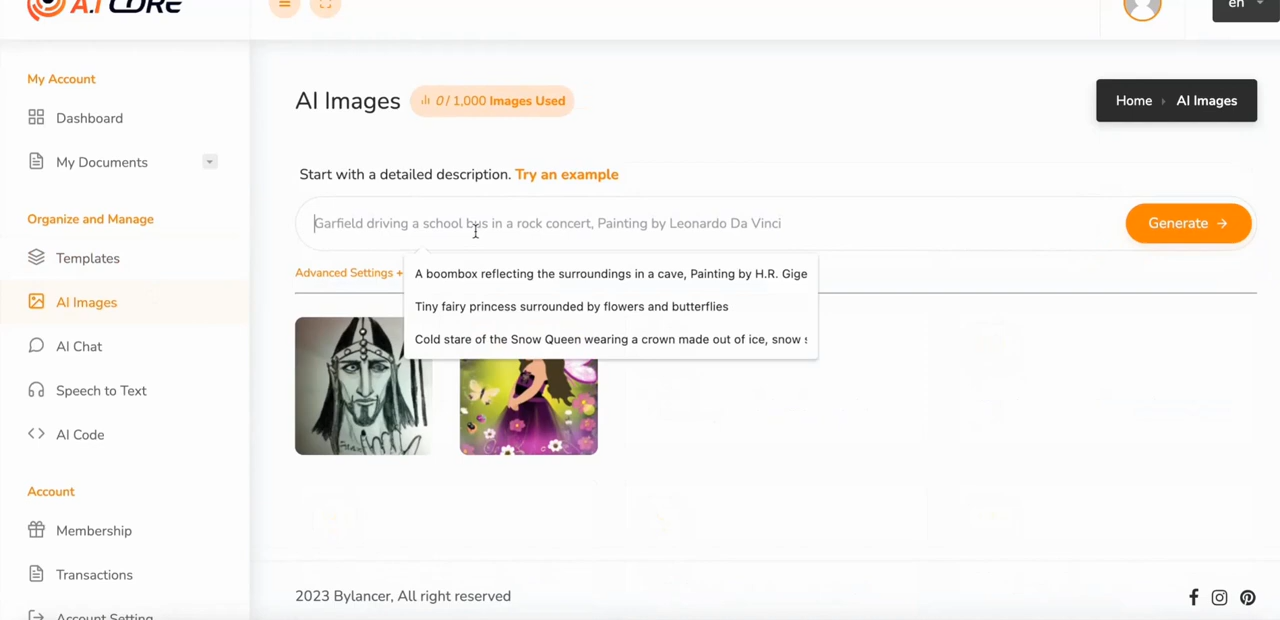 A.I CORE
en
My Account
Dashboard
My Documents
Organize and Manage
Templates
AI Images
AI Chat
Speech to Text
AI Code
Account
Membership
Transactions
Account Setting
AI Images
0 / 1,000 Images Used
Home › AI Images
Start with a detailed description. Try an example
Garfield driving a school bus in a rock concert, Painting by Leonardo Da Vinci
Generate →
Advanced Settings +
A boombox reflecting the surroundings in a cave, Painting by H.R. Gige
Tiny fairy princess surrounded by flowers and butterflies
Cold stare of the Snow Queen wearing a crown made out of ice, snow
2023 Bylancer, All right reserved